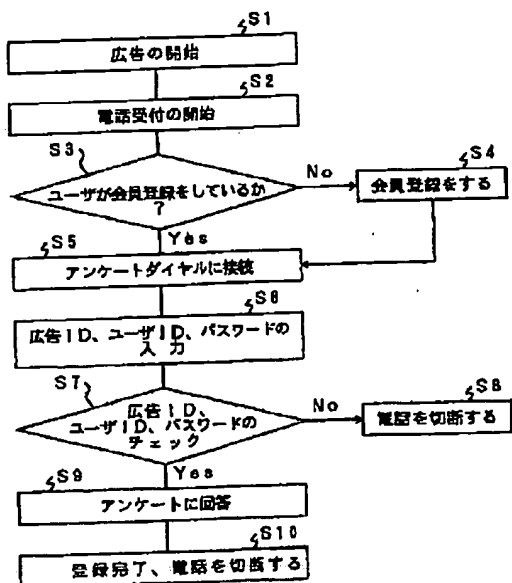 S1
広告の開始
S2
電話受付の開始
S3
ユーザが会員登録をしているか
?
No
S4
会員登録をする
Yes
S5
アンケートダイヤルに接続
S6
広告ID、ユーザID、パスワードの
入力
S7
広告ID、
ユーザID、パスワードの
チェック
No
S8
電話を切断する
Yes
S9
アンケートに回答
S10
登録完了、電話を切断する